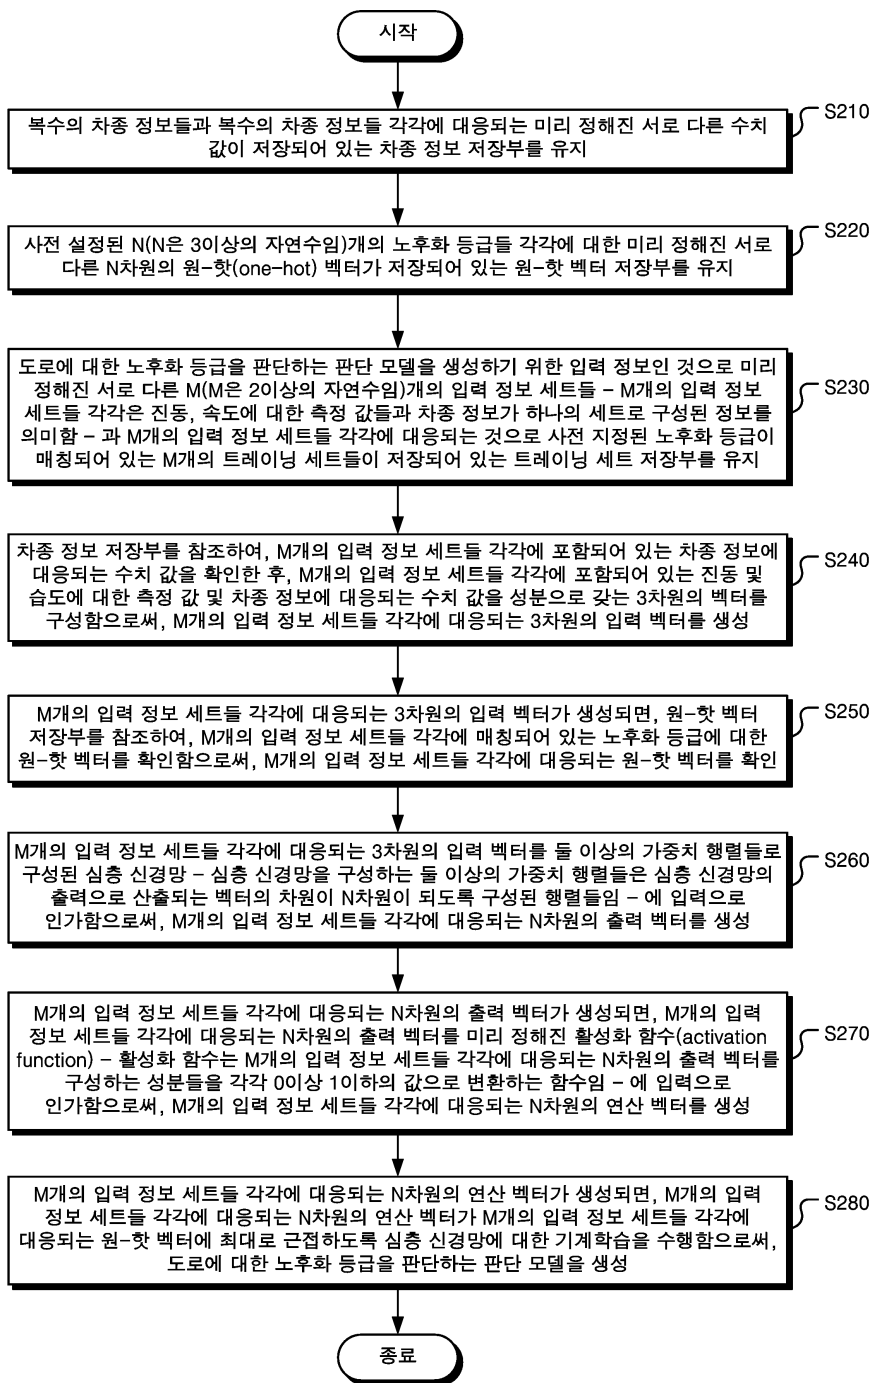 시작
S210
복수의 차종 정보들과 복수의 차종 정보들 각각에 대응되는 미리 정해진 서로 다른 수치
값이 저장되어 있는 차종 정보 저장부를 유지
S220
사전 설정된 N(N은 3이상의 자연수임)개의 노후화 등급들 각각에 대한 미리 정해진 서로
다른 N차원의 원-핫(one-hot) 벡터가 저장되어 있는 원-핫 벡터 저장부를 유지
S230
도로에 대한 노후화 등급을 판단하는 판단 모델을 생성하기 위한 입력 정보인 것으로 미리
정해진 서로 다른 M(M은 2이상의 자연수임)개의 입력 정보 세트들 - M개의 입력 정보
세트들 각각은 진동, 속도에 대한 측정 값들과 차종 정보가 하나의 세트로 구성된 정보를
의미함 - 과 M개의 입력 정보 세트들 각각에 대응되는 것으로 사전 지정된 노후화 등급이
매칭되어 있는 M개의 트레이닝 세트들이 저장되어 있는 트레이닝 세트 저장부를 유지
S240
차종 정보 저장부를 참조하여, M개의 입력 정보 세트들 각각에 포함되어 있는 차종 정보에
대응되는 수치 값을 확인한 후, M개의 입력 정보 세트들 각각에 포함되어 있는 진동 및
습도에 대한 측정 값 및 차종 정보에 대응되는 수치 값을 성분으로 갖는 3차원의 벡터를
구성함으로써, M개의 입력 정보 세트들 각각에 대응되는 3차원의 입력 벡터를 생성
S250
M개의 입력 정보 세트들 각각에 대응되는 3차원의 입력 벡터가 생성되면, 원-핫 벡터
저장부를 참조하여, M개의 입력 정보 세트들 각각에 매칭되어 있는 노후화 등급에 대한
원-핫 벡터를 확인함으로써, M개의 입력 정보 세트들 각각에 대응되는 원-핫 벡터를 확인
S260
M개의 입력 정보 세트들 각각에 대응되는 3차원의 입력 벡터를 둘 이상의 가중치 행렬들로
구성된 심층 신경망 - 심층 신경망을 구성하는 둘 이상의 가중치 행렬들은 심층 신경망의
출력으로 산출되는 벡터의 차원이 N차원이 되도록 구성된 행렬들임 - 에 입력으로
인가함으로써, M개의 입력 정보 세트들 각각에 대응되는 N차원의 출력 벡터를 생성
S270
M개의 입력 정보 세트들 각각에 대응되는 N차원의 출력 벡터가 생성되면, M개의 입력
정보 세트들 각각에 대응되는 N차원의 출력 벡터를 미리 정해진 활성화 함수(activation
function) - 활성화 함수는 M개의 입력 정보 세트들 각각에 대응되는 N차원의 출력 벡터를
구성하는 성분들을 각각 0이상 1이하의 값으로 변환하는 함수임 - 에 입력으로
인가함으로써, M개의 입력 정보 세트들 각각에 대응되는 N차원의 연산 벡터를 생성
S280
M개의 입력 정보 세트들 각각에 대응되는 N차원의 연산 벡터가 생성되면, M개의 입력
정보 세트들 각각에 대응되는 N차원의 연산 벡터가 M개의 입력 정보 세트들 각각에
대응되는 원-핫 벡터에 최대로 근접하도록 심층 신경망에 대한 기계학습을 수행함으로써,
도로에 대한 노후화 등급을 판단하는 판단 모델을 생성
종료